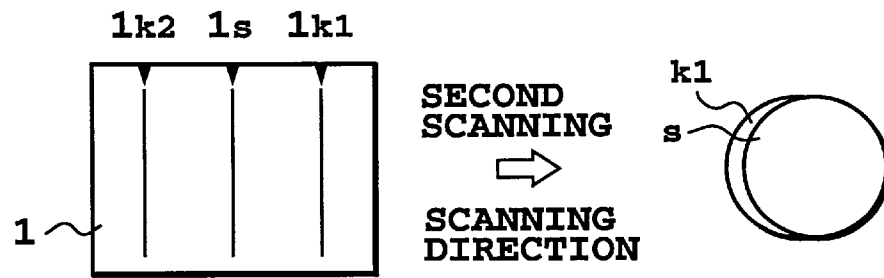 1k2 1s 1k1
SECOND
SCANNING
SCANNING
DIRECTION
1
k1
s